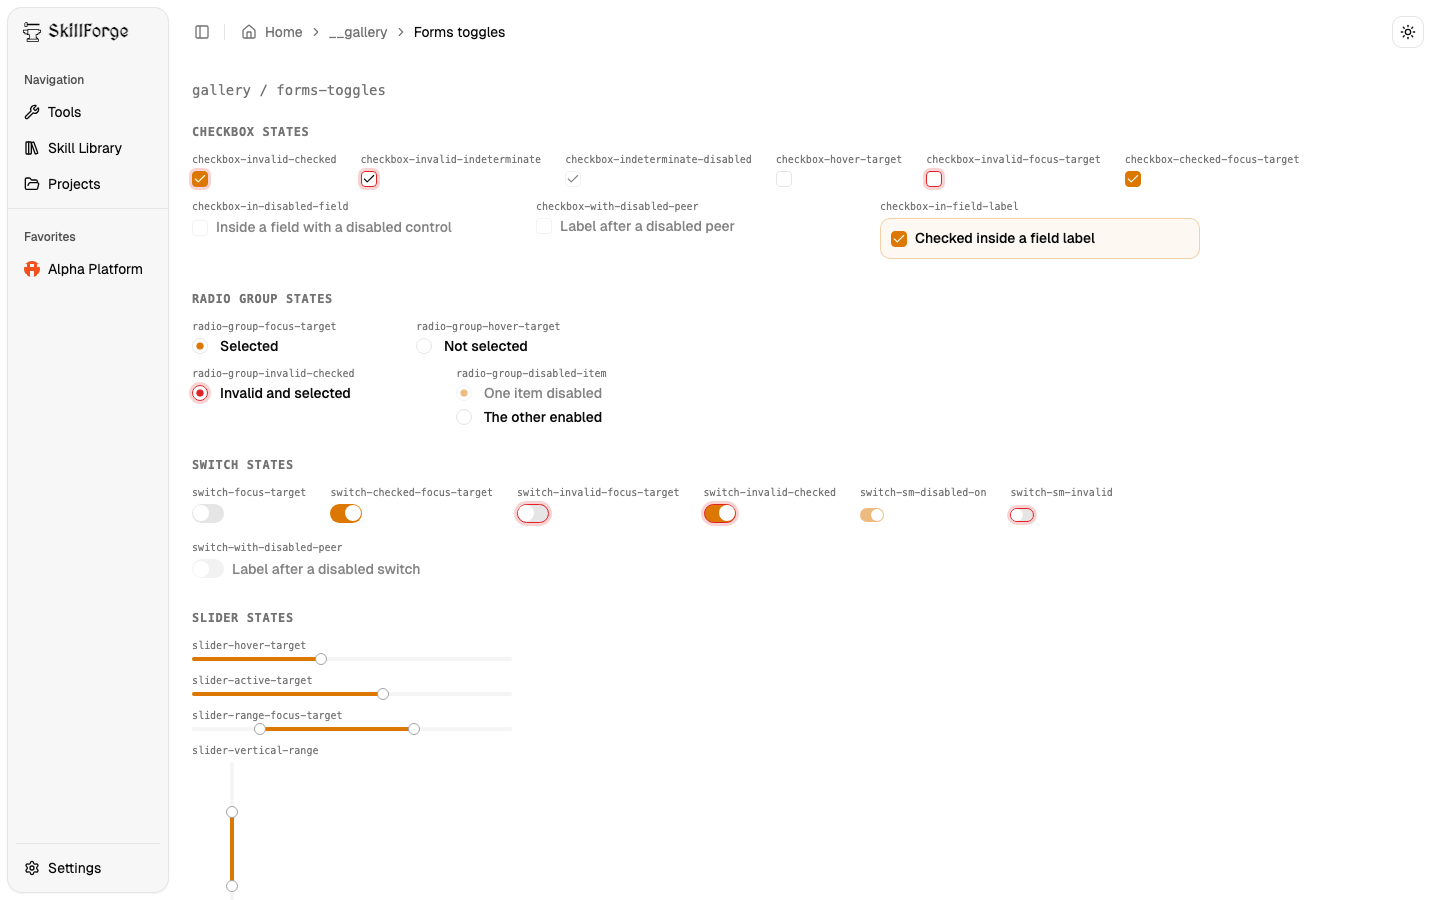 SkillForge
Home > __gallery > Forms toggles
Navigation
Tools
Skill Library
Projects
Favorites
Alpha Platform
Settings
gallery / forms-toggles
CHECKBOX STATES
checkbox-invalid-checked
checkbox-invalid-indeterminate
checkbox-indeterminate-disabled
checkbox-hover-target
checkbox-invalid-focus-target
checkbox-checked-focus-target
checkbox-in-disabled-field
Inside a field with a disabled control
checkbox-with-disabled-peer
Label after a disabled peer
checkbox-in-field-label
Checked inside a field label
RADIO GROUP STATES
radio-group-focus-target
Selected
radio-group-hover-target
Not selected
radio-group-invalid-checked
Invalid and selected
radio-group-disabled-item
One item disabled
The other enabled
SWITCH STATES
switch-focus-target
switch-checked-focus-target
switch-invalid-focus-target
switch-invalid-checked
switch-sm-disabled-on
switch-sm-invalid
switch-with-disabled-peer
Label after a disabled switch
SLIDER STATES
slider-hover-target
slider-active-target
slider-range-focus-target
slider-vertical-range